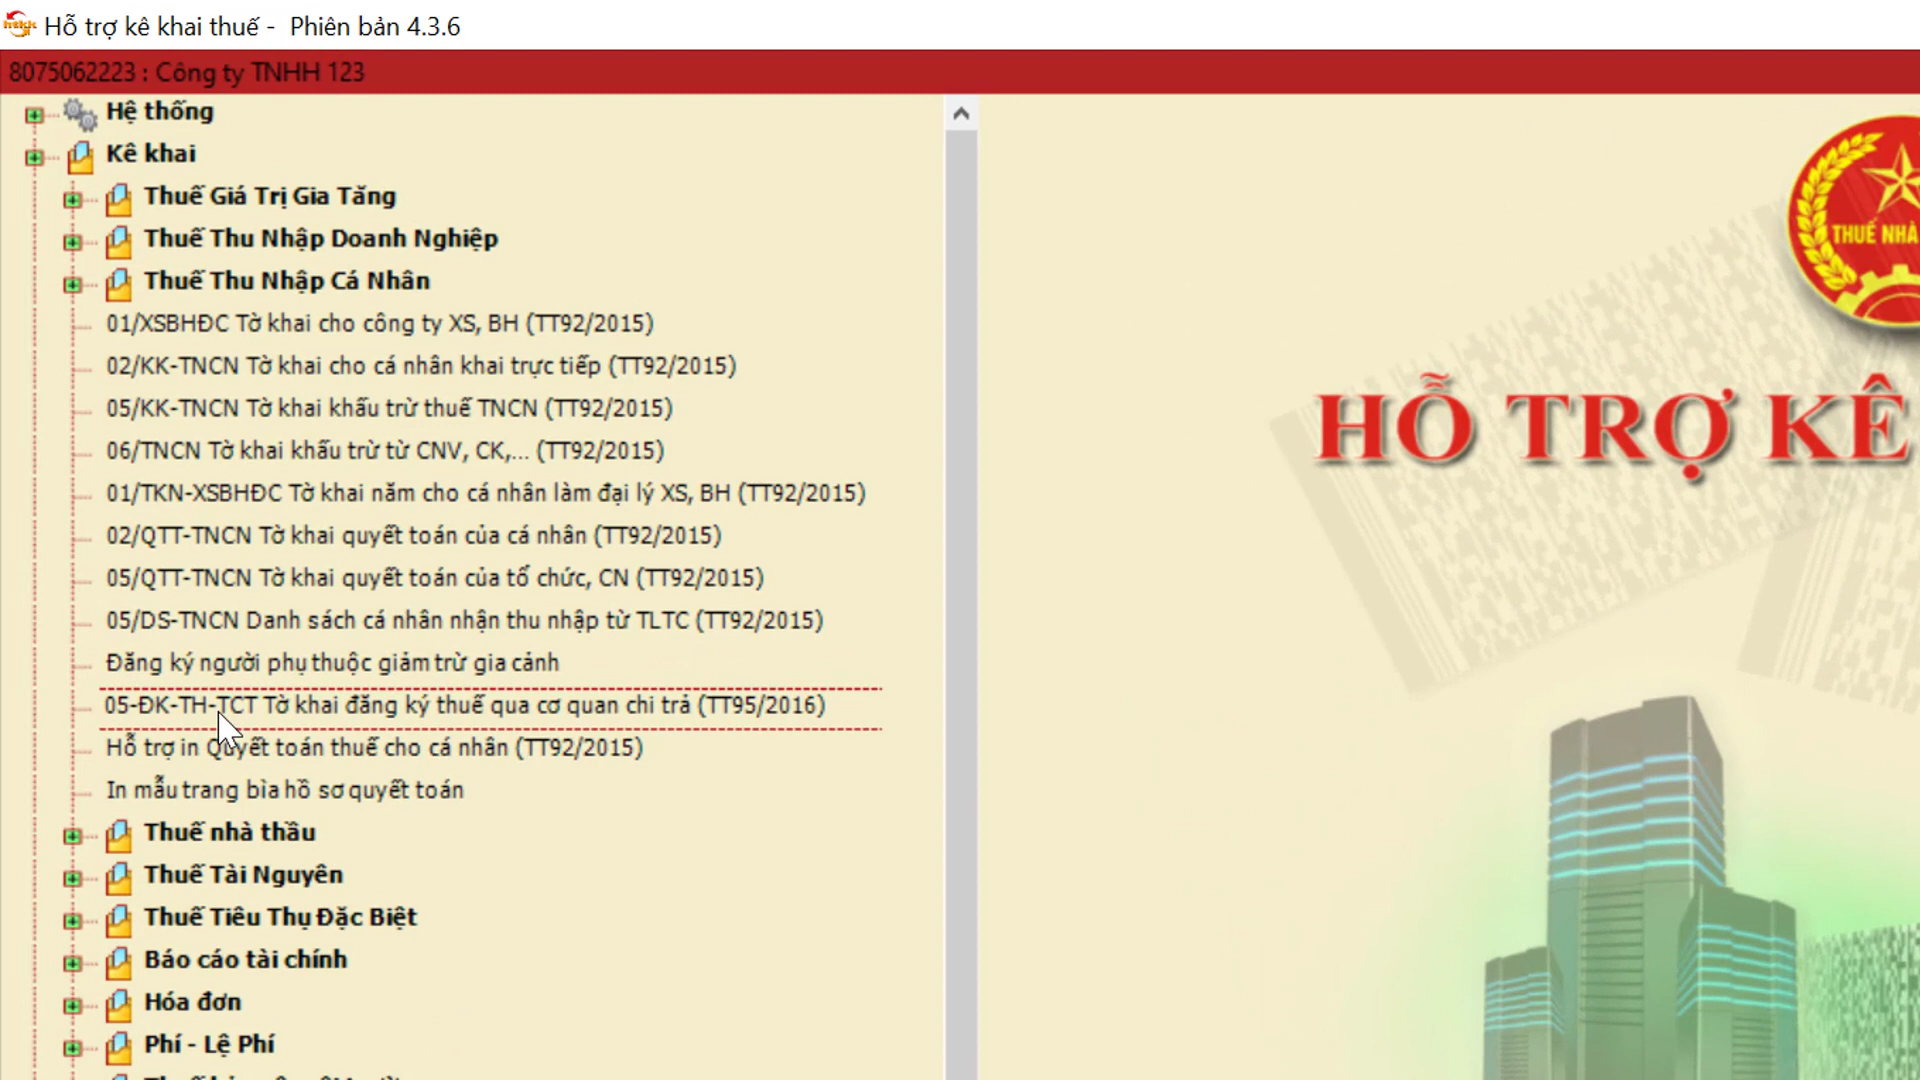 Hỗ trợ kê khai thuế - Phiên bản 4.3.6
8075062223 : Công ty TNHH 123
Hệ thống
Kê khai
Thuế Giá Trị Gia Tăng
Thuế Thu Nhập Doanh Nghiệp
Thuế Thu Nhập Cá Nhân
01/XSBHĐC Tờ khai cho công ty XS, BH (TT92/2015)
02/KK-TNCN Tờ khai cho cá nhân khai trực tiếp (TT92/2015)
05/KK-TNCN Tờ khai khấu trừ thuế TNCN (TT92/2015)
06/TNCN Tờ khai khấu trừ từ CNV, CK,... (TT92/2015)
01/TKN-XSBHĐC Tờ khai năm cho cá nhân làm đại lý XS, BH (TT92/2015)
02/QTT-TNCN Tờ khai quyết toán của cá nhân (TT92/2015)
05/QTT-TNCN Tờ khai quyết toán của tổ chức, CN (TT92/2015)
05/DS-TNCN Danh sách cá nhân nhận thu nhập từ TLTC (TT92/2015)
Đăng ký người phụ thuộc giảm trừ gia cảnh
05-ĐK-TH-TCT Tờ khai đăng ký thuế qua cơ quan chi trả (TT95/2016)
Hỗ trợ in Quyết toán thuế cho cá nhân (TT92/2015)
In mẫu trang bìa hồ sơ quyết toán
Thuế nhà thầu
Thuế Tài Nguyên
Thuế Tiêu Thụ Đặc Biệt
Báo cáo tài chính
Hóa đơn
Phí - Lệ Phí
THUẾ NHÀ
HỖ TRỢ KÊ